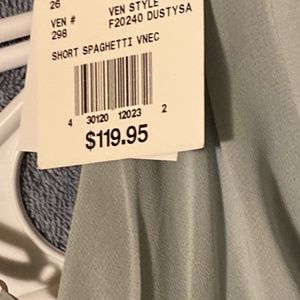 26
VEN #
VEN STYLE
298
F20240 DUSTYSA
SHORT SPAGHETTI VNEC
4 30120 12023 2
$119.95